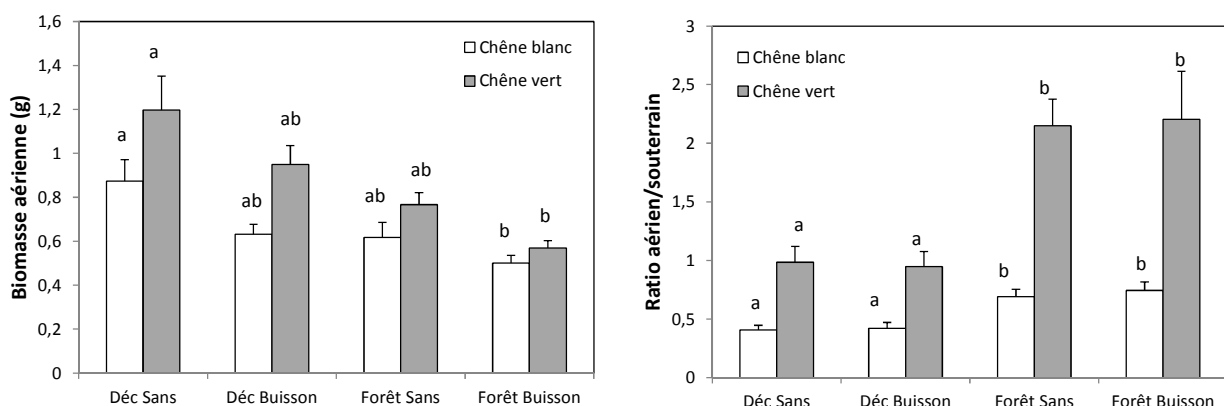 Biomasse aérienne (g)
1,6
1,4
1,2
1
0,8
0,6
0,4
0,2
0
Chêne blanc
Chêne vert
a
a
ab
ab
ab
ab
b
b
Déc Sans
Déc Buisson
Forêt Sans
Forêt Buisson
Ratio aérien/souterrain
3
2,5
2
1,5
1
0,5
0
Chêne blanc
Chêne vert
a
a
a
a
b
b
b
b
Déc Sans
Déc Buisson
Forêt Sans
Forêt Buisson